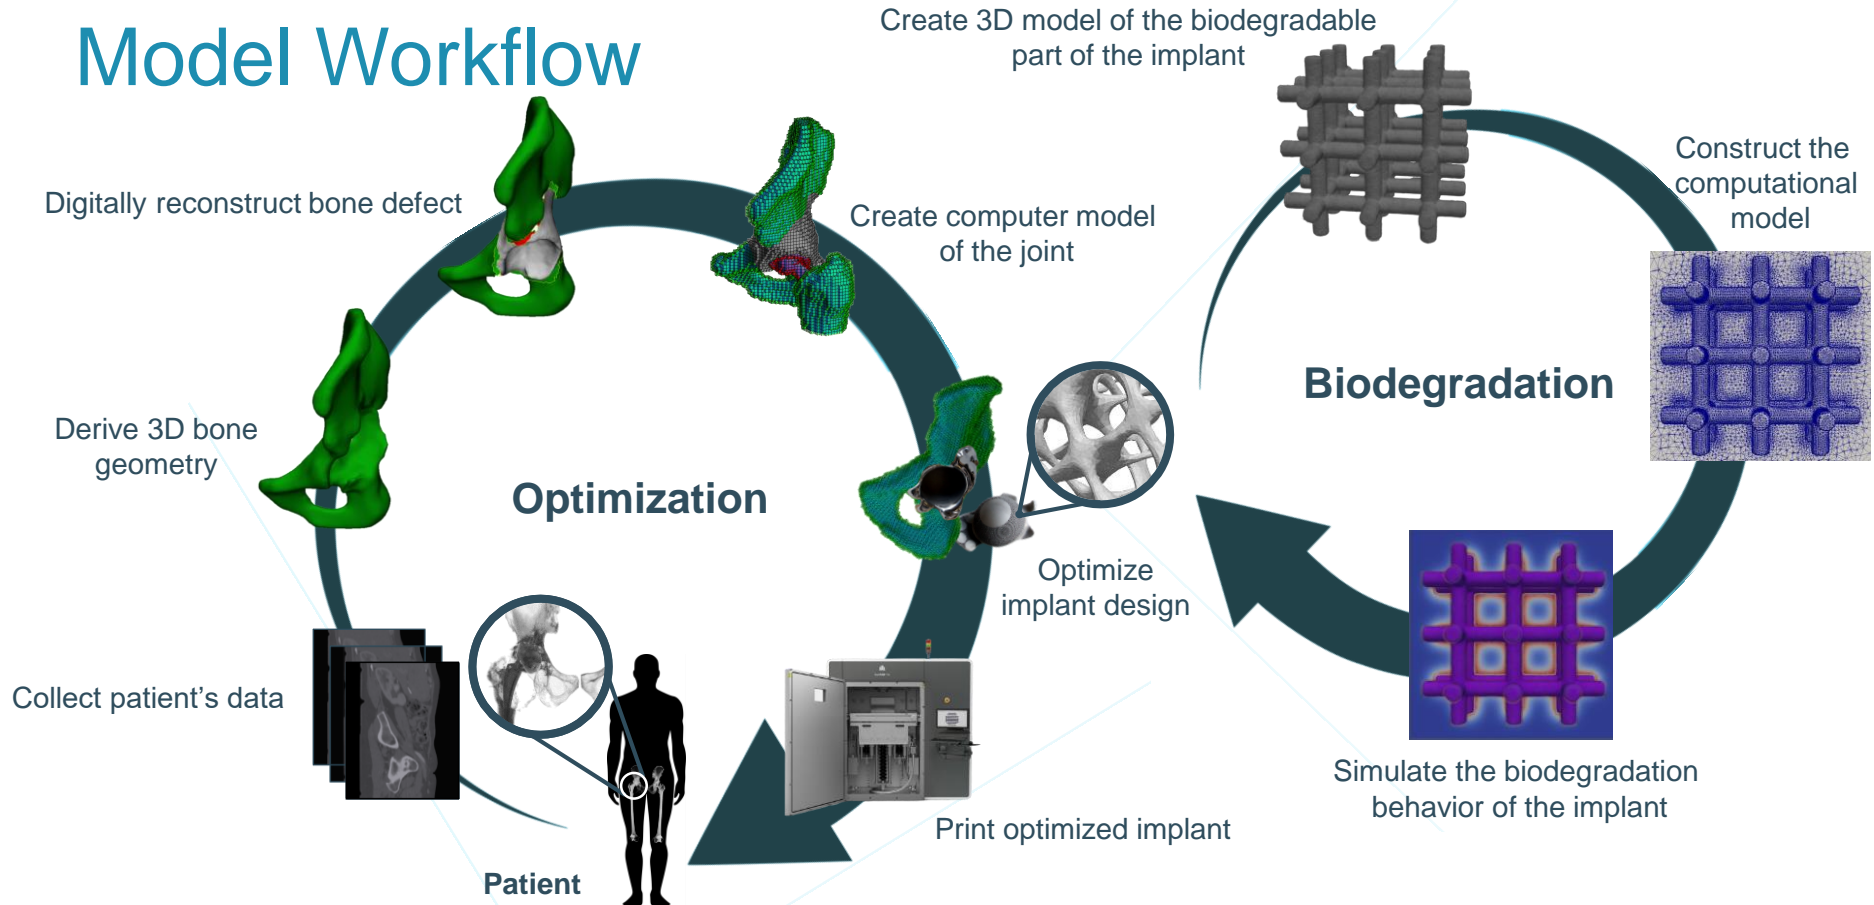 Model Workflow
Create 3D model of the biodegradable
part of the implant
Construct the
computational
model
Digitally reconstruct bone defect
Create computer model
of the joint
Biodegradation
Derive 3D bone
geometry
Optimization
Optimize
implant design
Collect patient’s data
Simulate the biodegradation
behavior of the implant
Print optimized implant
Patient